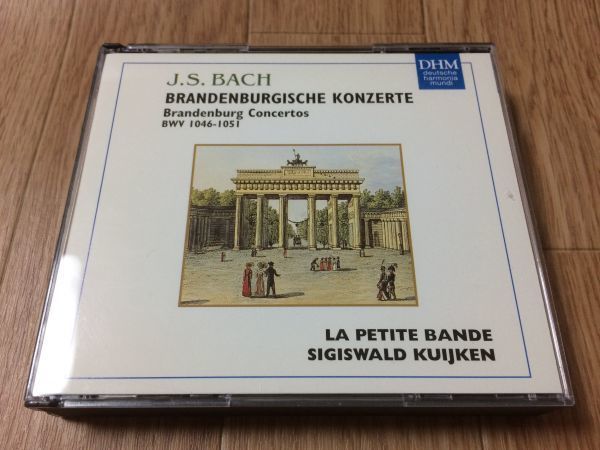 J.S. BACH
BRANDENBURGISCHE KONZERTE
Brandenburg Concertos
BWV 1046-1051
DHM
deutsche
harmonia
mundi
LA PETITE BANDE
SIGISWALD KUIJKEN